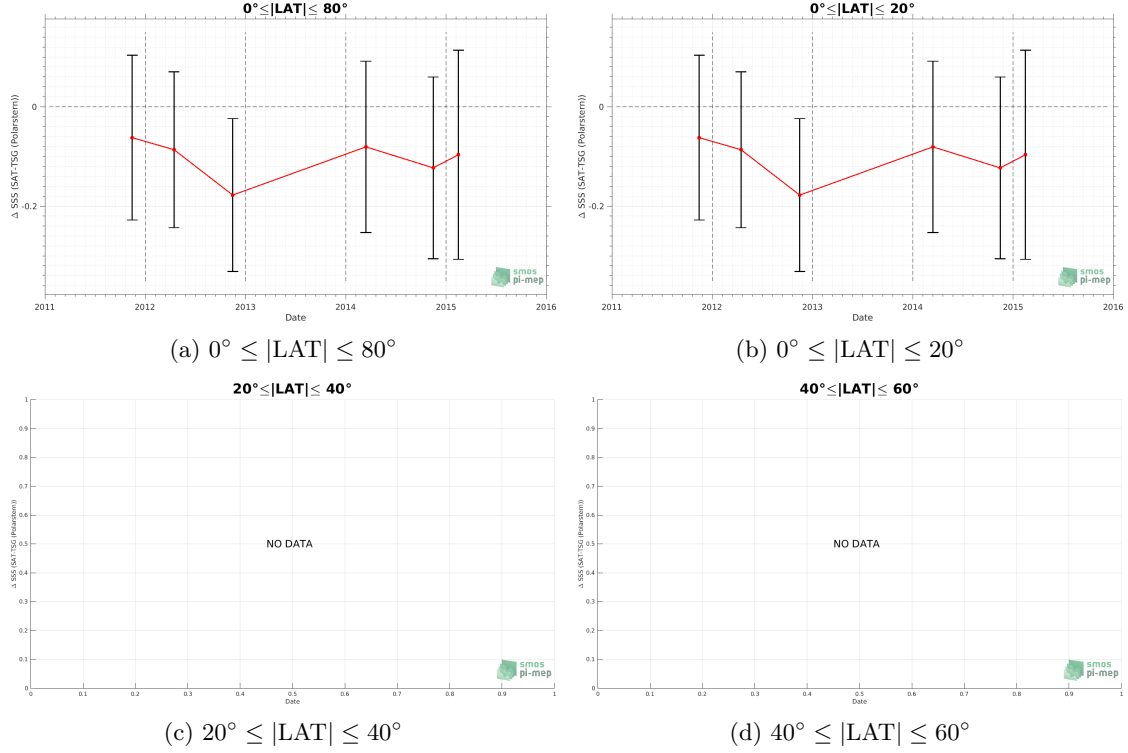 0°≤|LAT|≤ 80°
0
-0.2
Δ SSS (SAT-TSG (Polarstern))
2011 2012 2013 2014 2015 2016
Date
smos
pi-mep
(a) 0° ≤ |LAT| ≤ 80°
0°≤|LAT|≤ 20°
0
-0.2
Δ SSS (SAT-TSG (Polarstern))
2011 2012 2013 2014 2015 2016
Date
smos
pi-mep
(b) 0° ≤ |LAT| ≤ 20°
20°≤|LAT|≤ 40°
1
0.9
0.8
0.7
0.6
0.5
0.4
0.3
0.2
0.1
0
Δ SSS (SAT-TSG (Polarstern))
NO DATA
0 0.1 0.2 0.3 0.4 0.5 0.6 0.7 0.8 0.9 1
Date
smos
pi-mep
(c) 20° ≤ |LAT| ≤ 40°
40°≤|LAT|≤ 60°
1
0.9
0.8
0.7
0.6
0.5
0.4
0.3
0.2
0.1
0
Δ SSS (SAT-TSG (Polarstern))
NO DATA
0 0.1 0.2 0.3 0.4 0.5 0.6 0.7 0.8 0.9 1
Date
smos
pi-mep
(d) 40° ≤ |LAT| ≤ 60°